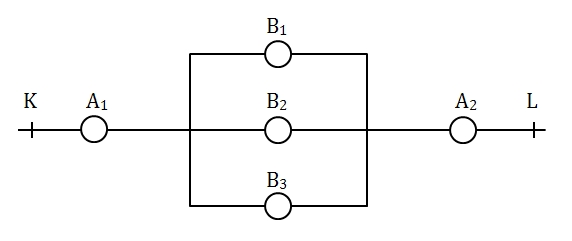 B₁
K A₁ B₂ A₂ L
B₃